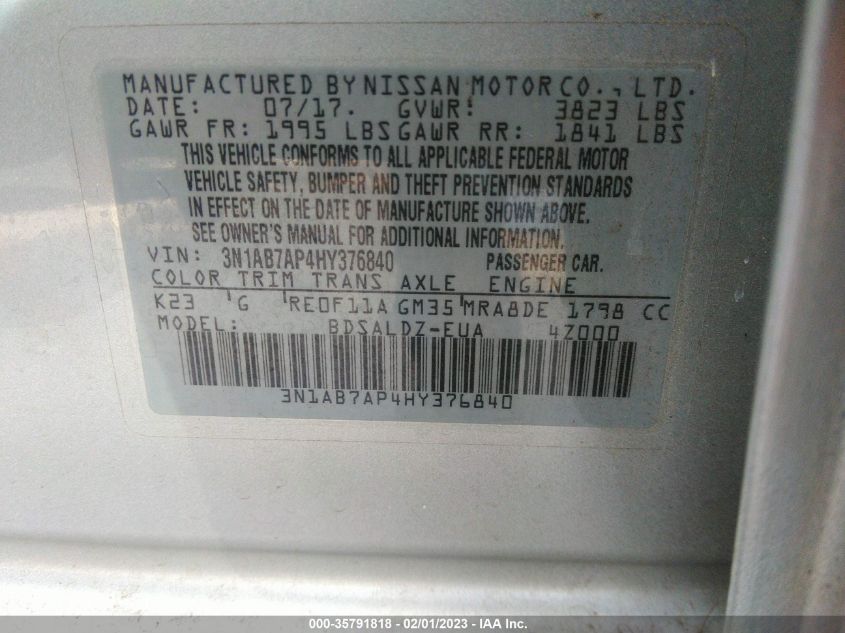 MANUFACTURED BY NISSAN MOTOR CO., LTD.
DATE: 07/17. GVWR: 3823 LBS
GAWR FR: 1995 LBS GAWR RR: 1841 LBS
THIS VEHICLE CONFORMS TO ALL APPLICABLE FEDERAL MOTOR
VEHICLE SAFETY, BUMPER AND THEFT PREVENTION STANDARDS
IN EFFECT ON THE DATE OF MANUFACTURE SHOWN ABOVE.
SEE OWNER'S MANUAL FOR ADDITIONAL INFORMATION.
VIN: 3N1AB7AP4HY376840 PASSENGER CAR.
COLOR TRIM TRANS AXLE ENGINE
K23 G RE0F11A GM35 MRA8DE 1798 CC
MODEL: BDSALDZ-EUA 4Z000
3N1AB7AP4HY376840
000-35791818 - 02/01/2023 - IAA Inc.